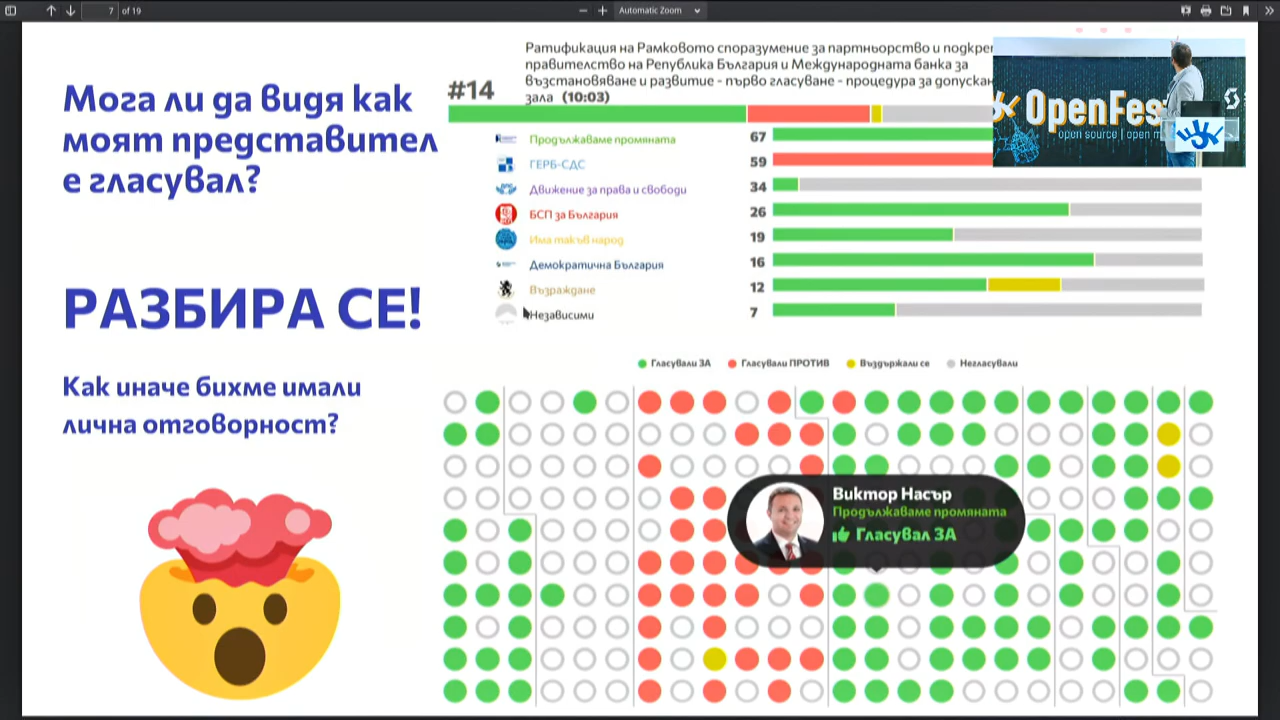 7 of 19
Automatic Zoom
Мога ли да видя как
моят представител
е гласувал?
РАЗБИРА СЕ!
Как иначе бихме имали
лична отговорност?
#14
Ратификация на Рамковото споразумение за партньорство и подкреп
правителство на Република България и Международната банка за
възстановяване и развитие - първо гласуване - процедура за допускан
зала (10:03)
Продължаваме промяната 67
ГЕРБ-СДС 59
Движение за права и свободи 34
БСП за България 26
Има такъв народ 19
Демократична България 16
Възраждане 12
Независими 7
Гласували ЗА Гласували ПРОТИВ Въздържали се Негласували
Виктор Насър
Продължаваме промяната
Гласувал ЗА
OpenFes
open source | open